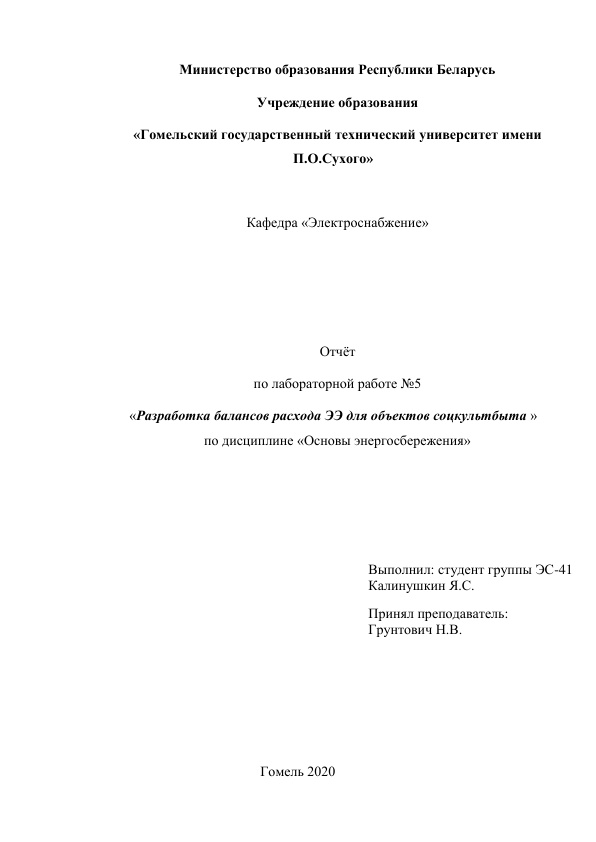 Министерство образования Республики Беларусь
Учреждение образования
«Гомельский государственный технический университет имени
П.О.Сухого»
Кафедра «Электроснабжение»
Отчёт
по лабораторной работе №5
«Разработка балансов расхода ЭЭ для объектов соцкультбыта »
по дисциплине «Основы энергосбережения»
Выполнил: студент группы ЭС-41
Калинушкин Я.С.
Принял преподаватель:
Грунтович Н.В.
Гомель 2020